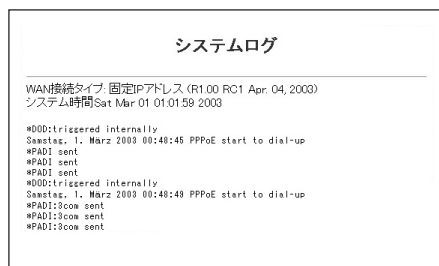 システムログ
WAN接続タイプ: 固定IPアドレス (R1.00 RC1 Apr. 04, 2003)
システム時間Sat Mar 01 01:01:59 2003
*DOD:triggered internally
Samstag, 1. März 2003 00:48:45 PPPoE start to dial-up
*PADI sent
*PADI sent
*PADI sent
*DOD:triggered internally
Samstag, 1. März 2003 00:48:49 PPPoE start to dial-up
*PADI:3com sent
*PADI:3com sent
*PADI:3com sent